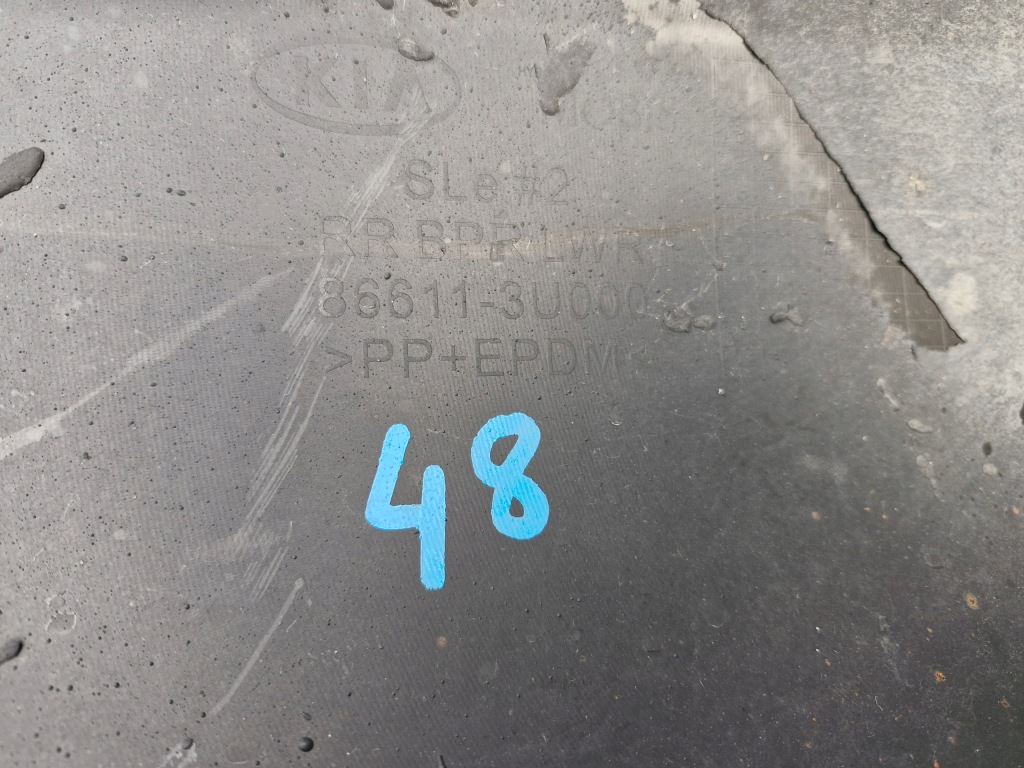 KIA
SLe #2
RR BPR LWR
86611-3U000
>PP+EPDM<
48